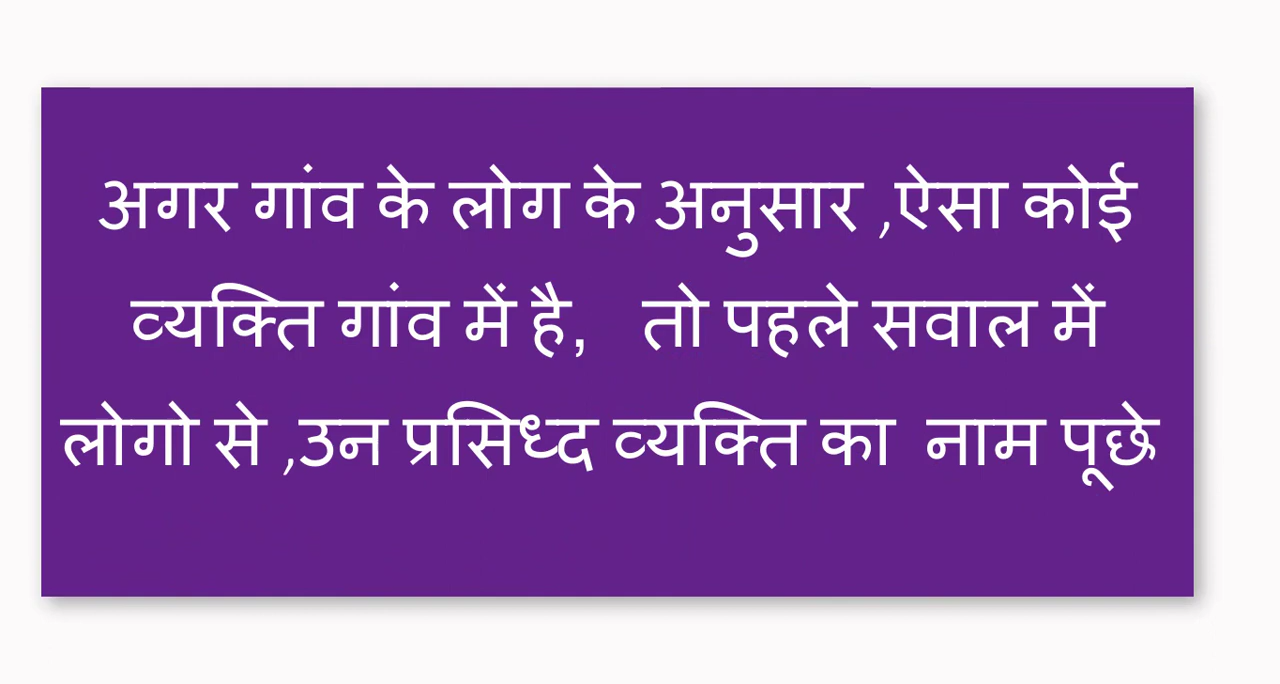 अगर गांव के लोग के अनुसार ,ऐसा कोई
व्यक्ति गांव में है, तो पहले सवाल में
लोगो से ,उन प्रसिध्द व्यक्ति का नाम पूछे